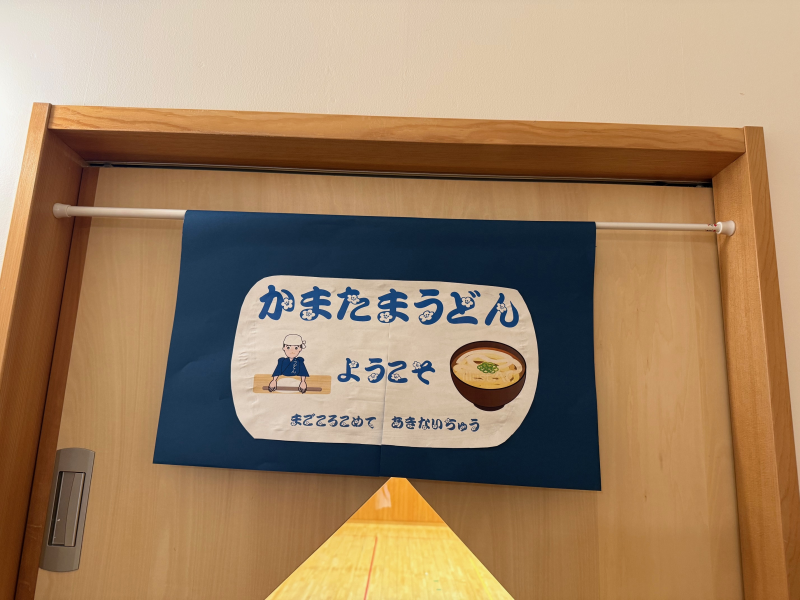 かまたまうどん
ようこそ
まごころこめて あきないちゅう